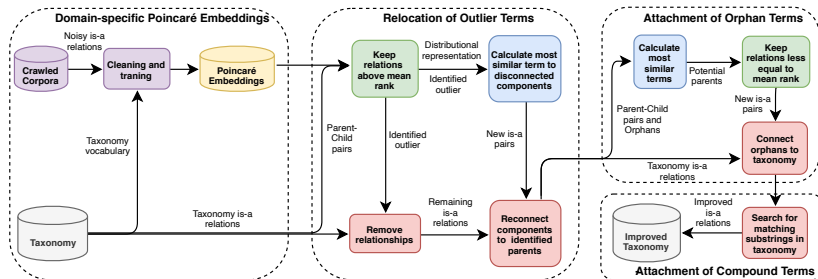 Domain-specific Poincaré Embeddings
Noisy is-a
relations
Crawled
Corpora
Cleaning and
traning
Poincaré
Embeddings
Taxonomy
vocabulary
Taxonomy
Taxonomy is-a
relations
Relocation of Outlier Terms
Parent-Child
pairs
Keep
relations
above mean
rank
Distributional
representation
Identified
outlier
Calculate most
similar term to
disconnected
components
Identified
outlier
New is-a
pairs
Remove
relationships
Remaining
is-a
relations
Reconnect
components
to identified
parents
Attachment of Orphan Terms
Parent-Child
pairs and
Orphans
Calculate
most
similar
terms
Potential
parents
Keep
relations less
equal to
mean rank
New is-a
pairs
Taxonomy is-a
relations
Connect
orphans to
taxonomy
Improved
is-a
relations
Improved
Taxonomy
Search for
matching
substrings in
taxonomy
Attachment of Compound Terms